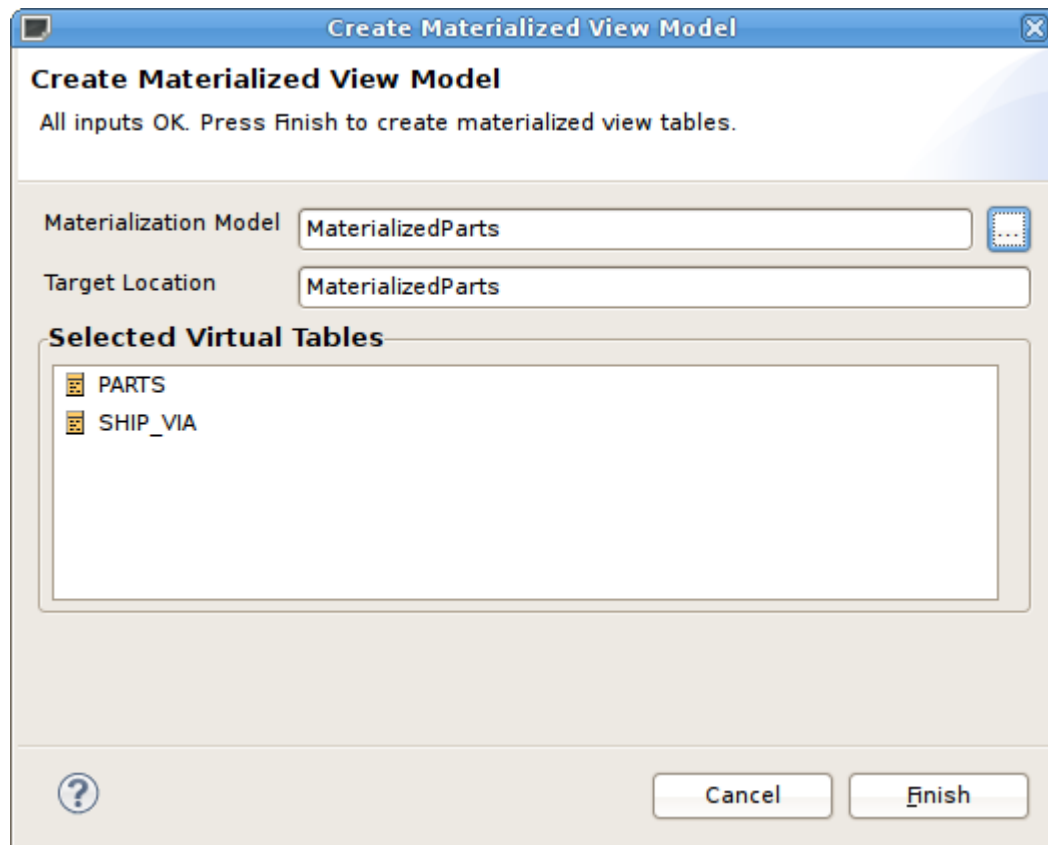 Create Materialized View Model
Create Materialized View Model
All inputs OK. Press Finish to create materialized view tables.
Materialization Model MaterializedParts ...
Target Location MaterializedParts
Selected Virtual Tables
PARTS
SHIP_VIA
? Cancel Finish